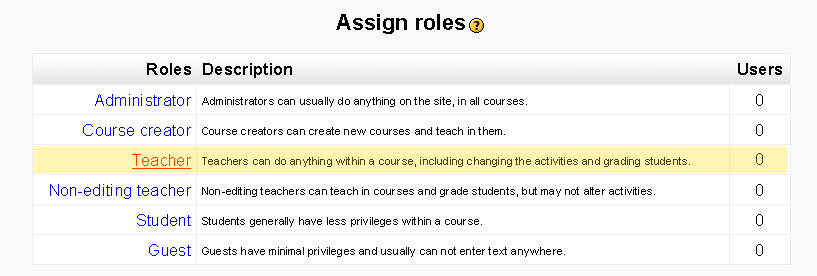 Assign roles ?
Roles Description Users
Administrator Administrators can usually do anything on the site, in all courses. 0
Course creator Course creators can create new courses and teach in them. 0
Teacher Teachers can do anything within a course, including changing the activities and grading students. 0
Non-editing teacher Non-editing teachers can teach in courses and grade students, but may not alter activities. 0
Student Students generally have less privileges within a course. 0
Guest Guests have minimal privileges and usually can not enter text anywhere. 0